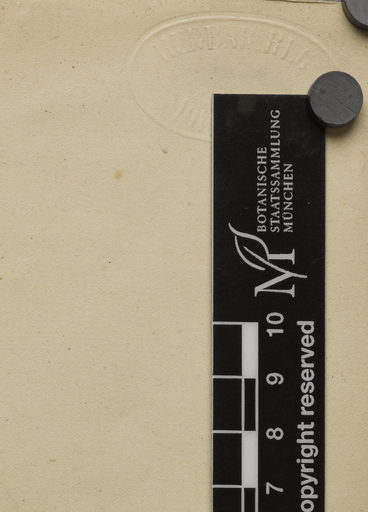 BOTANISCHE
STAATSSAMMLUNG
MÜNCHEN
M
10
9
8
7
opyright reserved